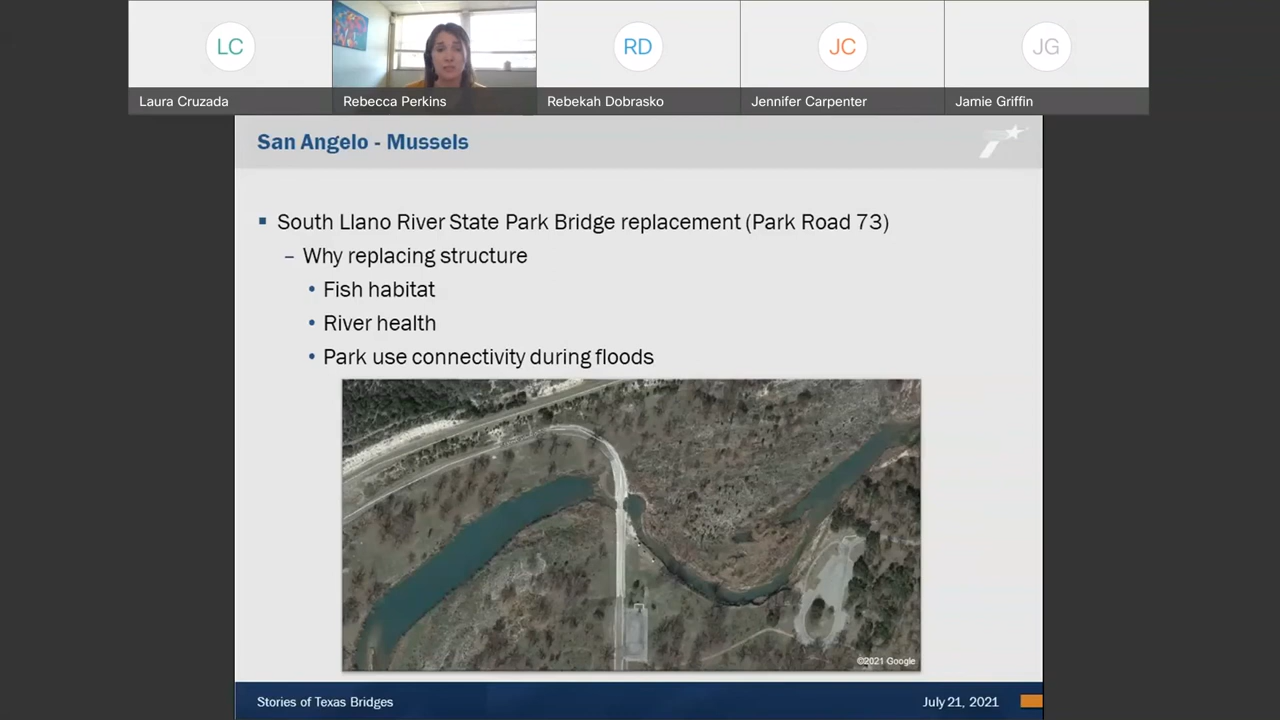 LC
RD
JC
JG
Laura Cruzada
Rebecca Perkins
Rebekah Dobrasko
Jennifer Carpenter
Jamie Griffin
San Angelo - Mussels
South Llano River State Park Bridge replacement (Park Road 73)
– Why replacing structure
• Fish habitat
• River health
• Park use connectivity during floods
©2021 Google
Stories of Texas Bridges
July 21, 2021